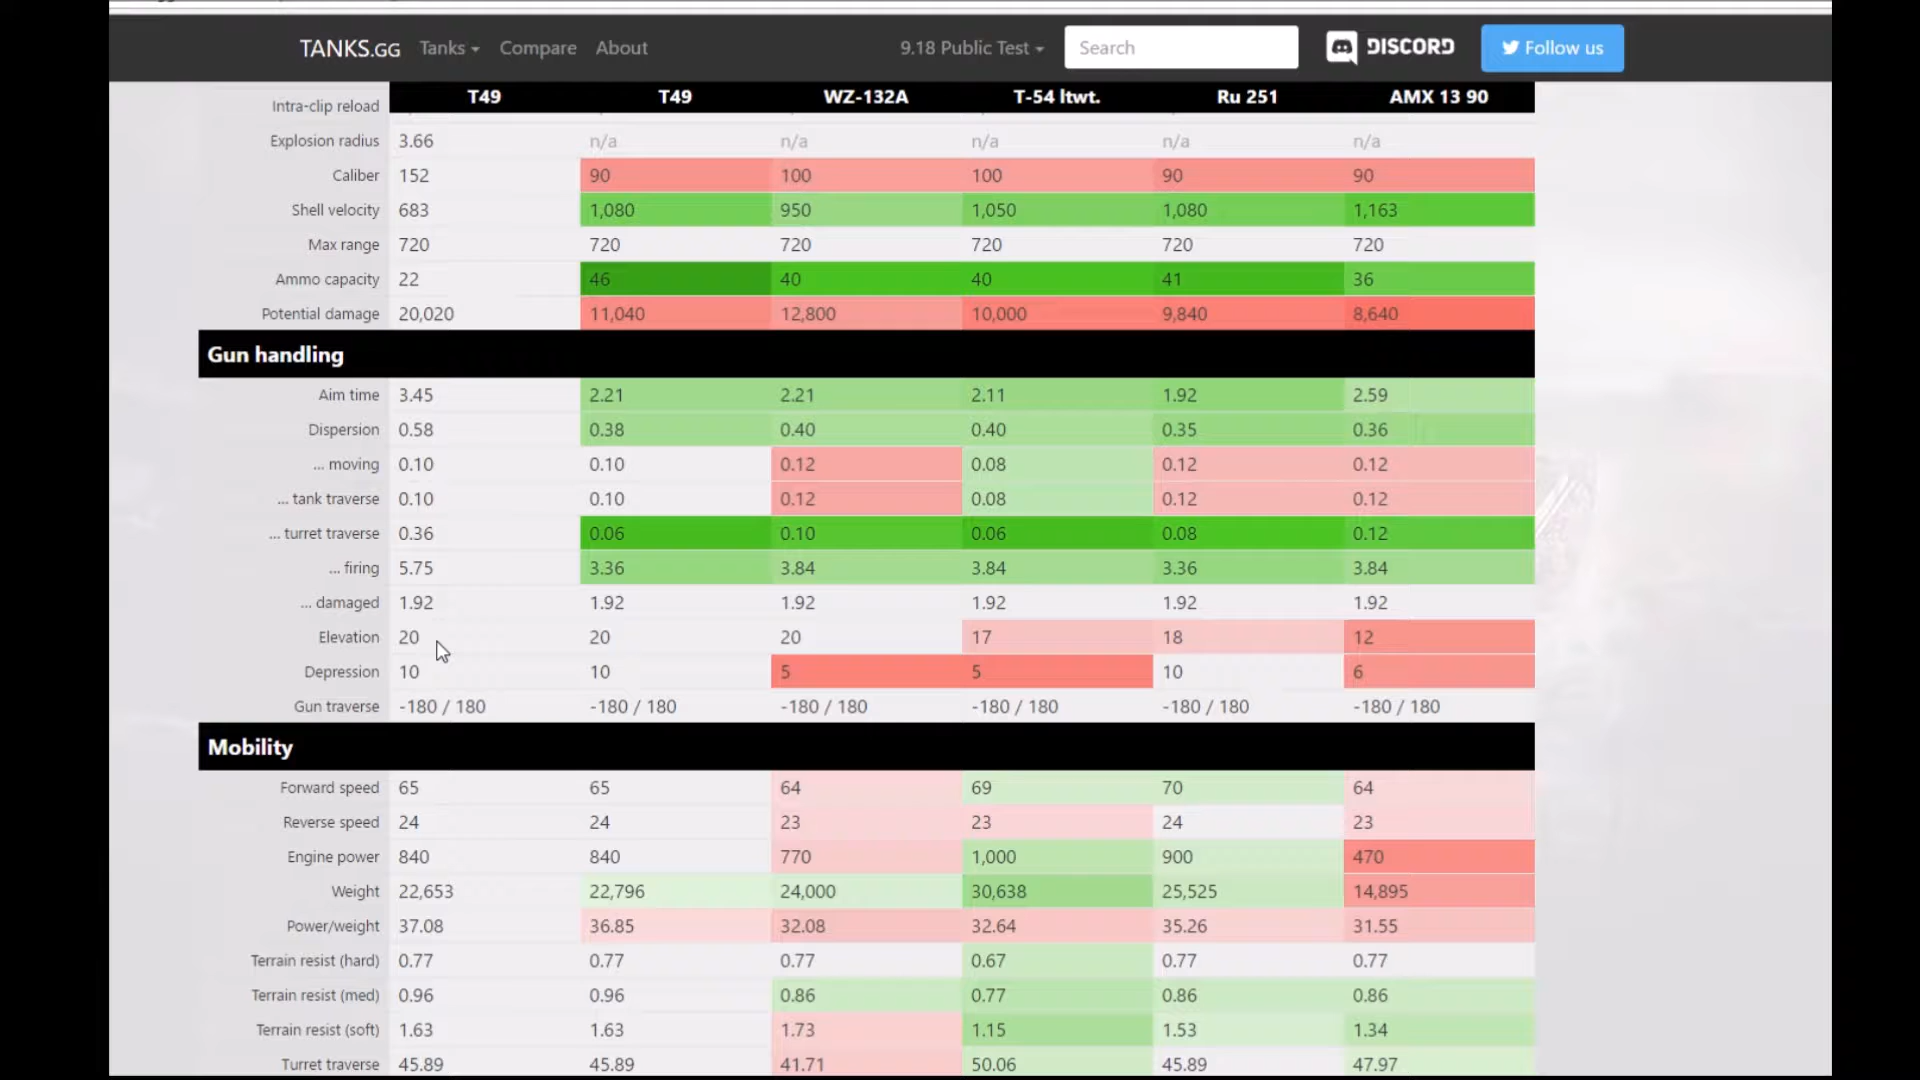 TANKS.GG Tanks Compare About 9.18 Public Test Search DISCORD Follow us
T49 T49 WZ-132A T-54 ltwt. Ru 251 AMX 13 90
Intra-clip reload
Explosion radius 3.66 n/a n/a n/a n/a n/a
Caliber 152 90 100 100 90 90
Shell velocity 683 1,080 950 1,050 1,080 1,163
Max range 720 720 720 720 720 720
Ammo capacity 22 46 40 40 41 36
Potential damage 20,020 11,040 12,800 10,000 9,840 8,640
Gun handling
Aim time 3.45 2.21 2.21 2.11 1.92 2.59
Dispersion 0.58 0.38 0.40 0.40 0.35 0.36
... moving 0.10 0.10 0.12 0.08 0.12 0.12
... tank traverse 0.10 0.10 0.12 0.08 0.12 0.12
... turret traverse 0.36 0.06 0.10 0.06 0.08 0.12
... firing 5.75 3.36 3.84 3.84 3.36 3.84
... damaged 1.92 1.92 1.92 1.92 1.92 1.92
Elevation 20 20 20 17 18 12
Depression 10 10 5 5 10 6
Gun traverse -180 / 180 -180 / 180 -180 / 180 -180 / 180 -180 / 180 -180 / 180
Mobility
Forward speed 65 65 64 69 70 64
Reverse speed 24 24 23 23 24 23
Engine power 840 840 770 1,000 900 470
Weight 22,653 22,796 24,000 30,638 25,525 14,895
Power/weight 37.08 36.85 32.08 32.64 35.26 31.55
Terrain resist (hard) 0.77 0.77 0.77 0.67 0.77 0.77
Terrain resist (med) 0.96 0.96 0.86 0.77 0.86 0.86
Terrain resist (soft) 1.63 1.63 1.73 1.15 1.53 1.34
Turret traverse 45.89 45.89 41.71 50.06 45.89 47.97